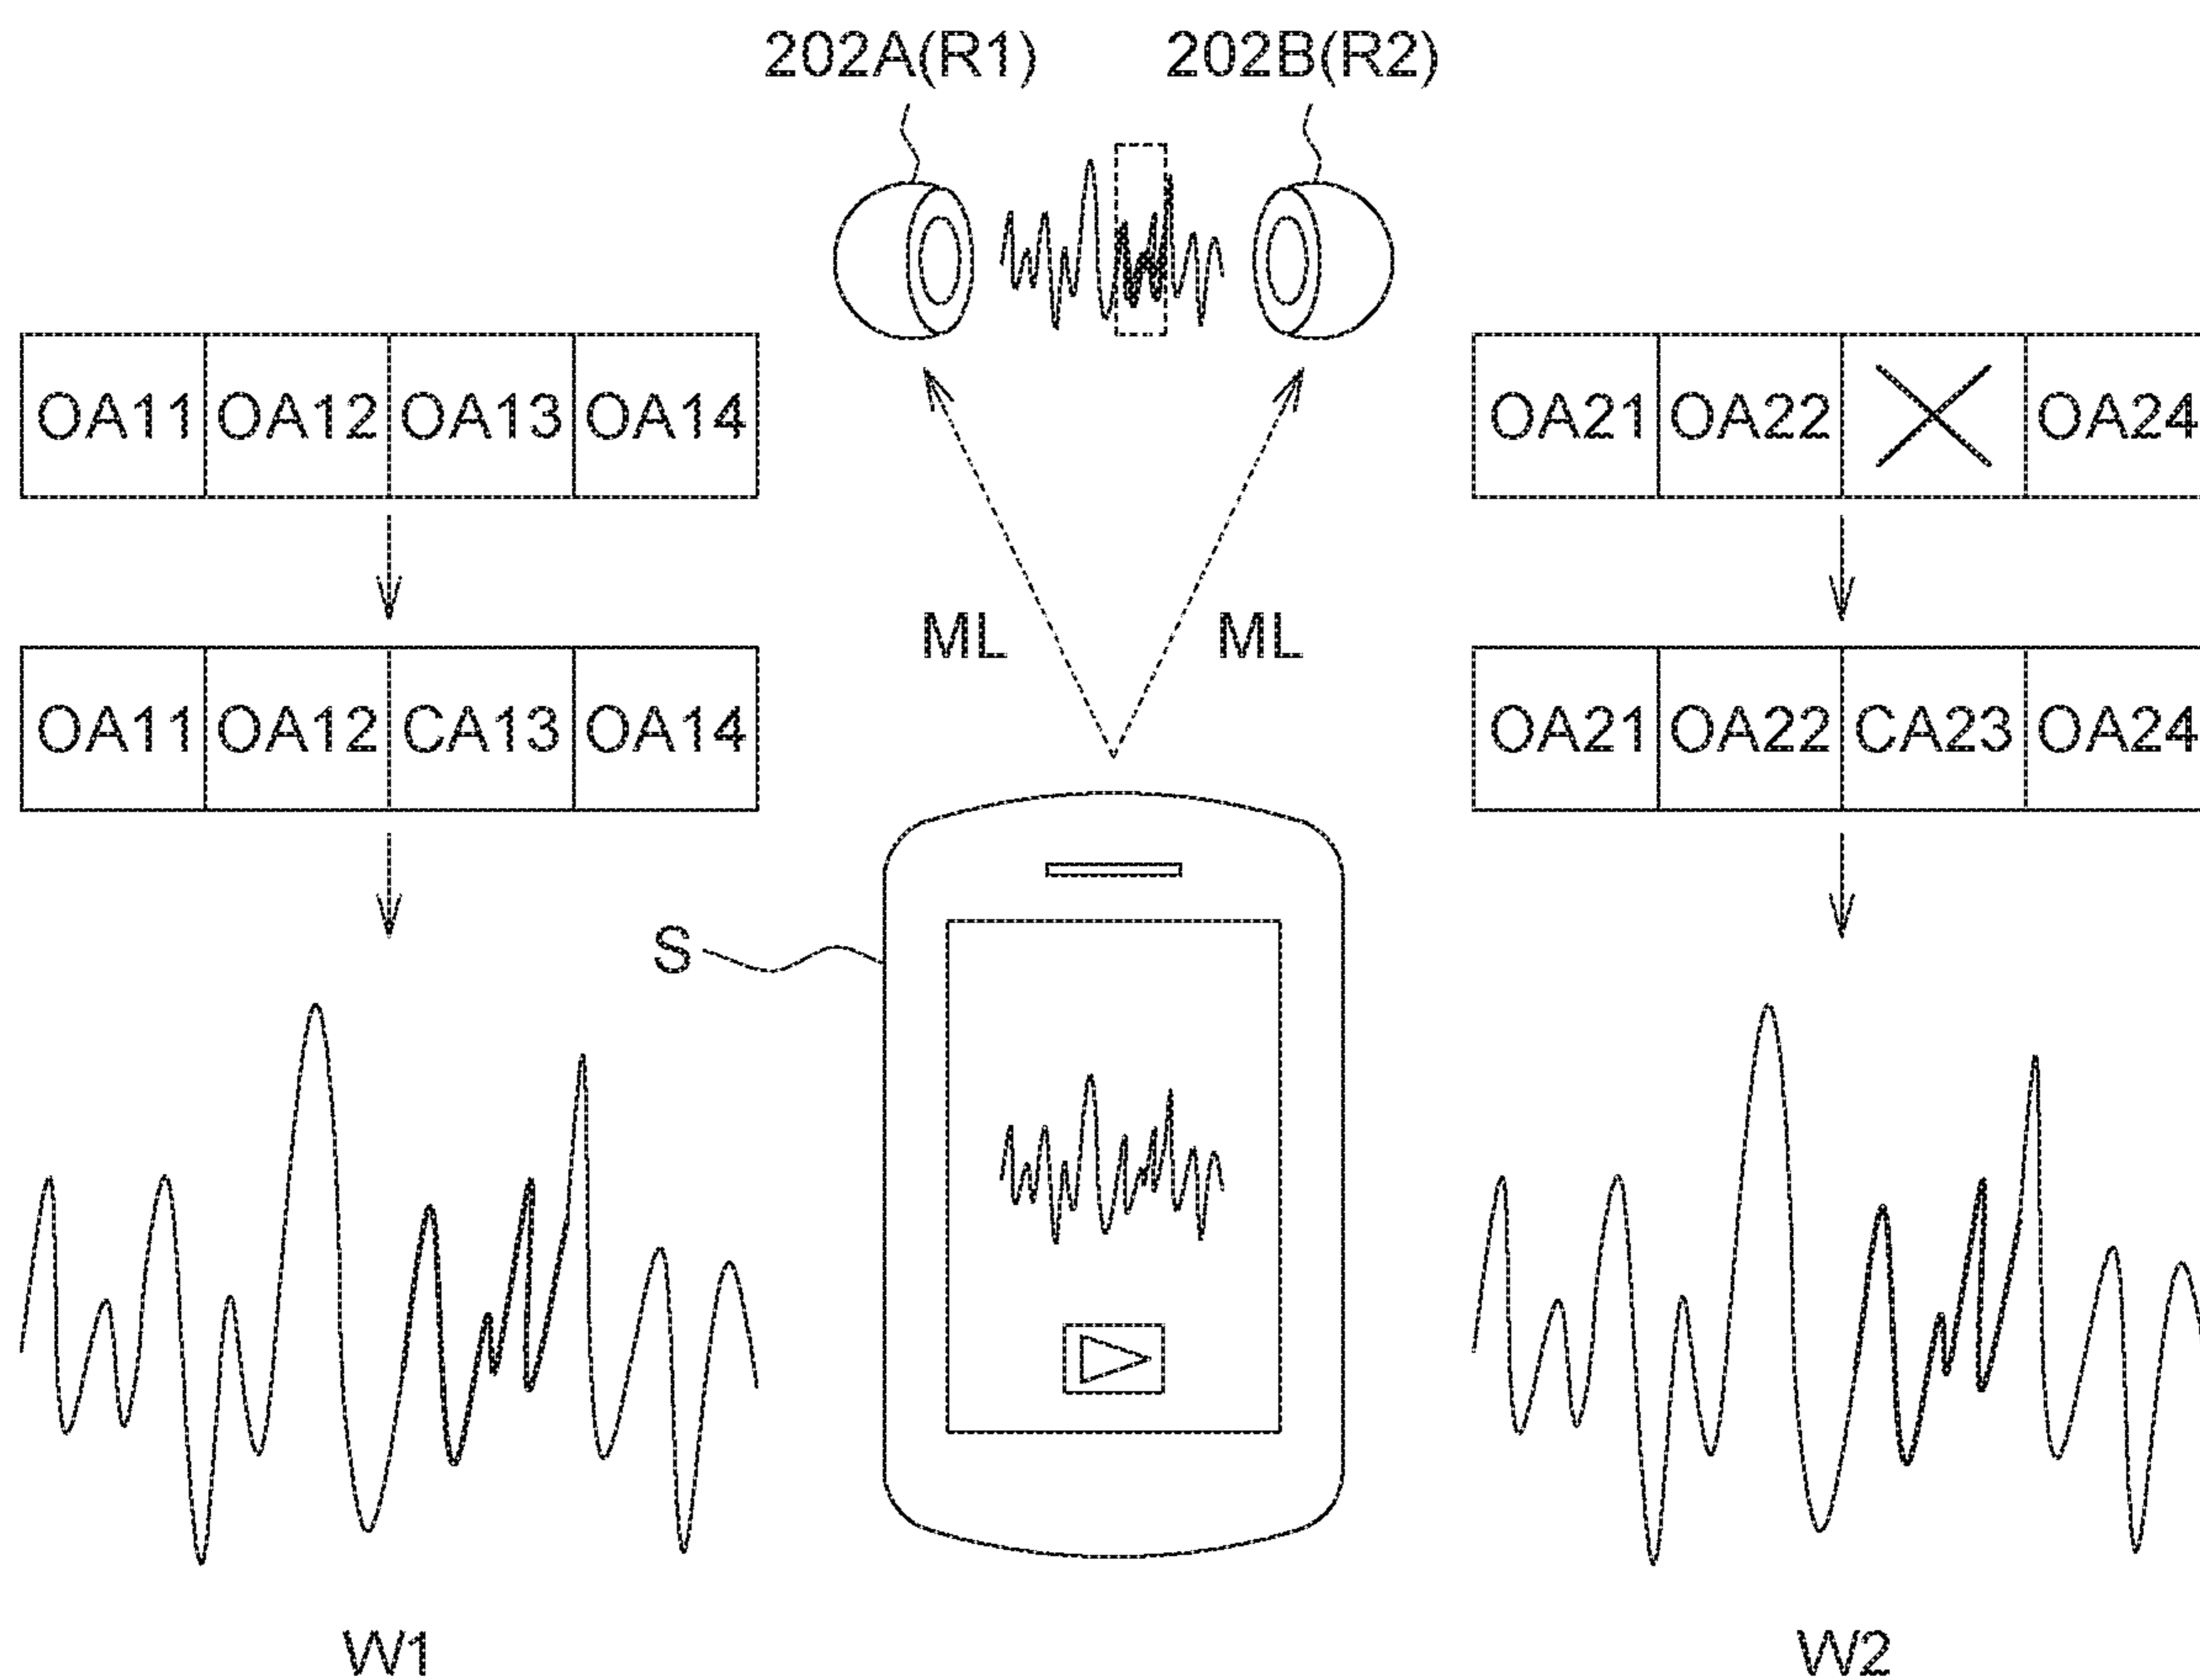 202A(R1) 202B(R2)
OA11 OA12 OA13 OA14
OA21 OA22 OA24
ML ML
OA11 OA12 CA13 OA14
OA21 OA22 CA23 OA24
S
W1
W2